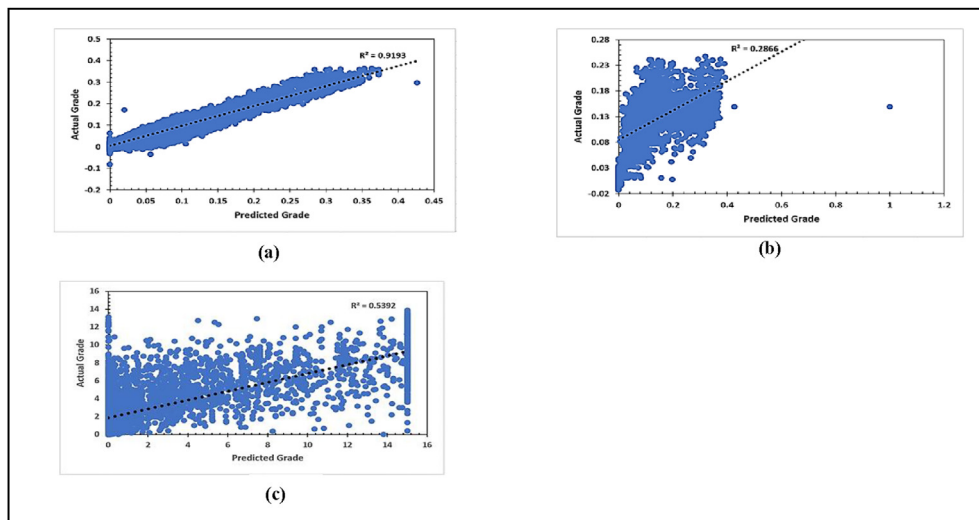 R² = 0.9193
Actual Grade
0.5
0.4
0.3
0.2
0.1
0
-0.1
-0.2
0 0.05 0.1 0.15 0.2 0.25 0.3 0.35 0.4 0.45
Predicted Grade
(a)
R² = 0.2866
Actual Grade
0.28
0.23
0.18
0.13
0.08
0.03
-0.02
0 0.2 0.4 0.6 0.8 1 1.2
Predicted Grade
(b)
R² = 0.5392
Actual Grade
16
14
12
10
8
6
4
2
0
0 2 4 6 8 10 12 14 16
Predicted Grade
(c)